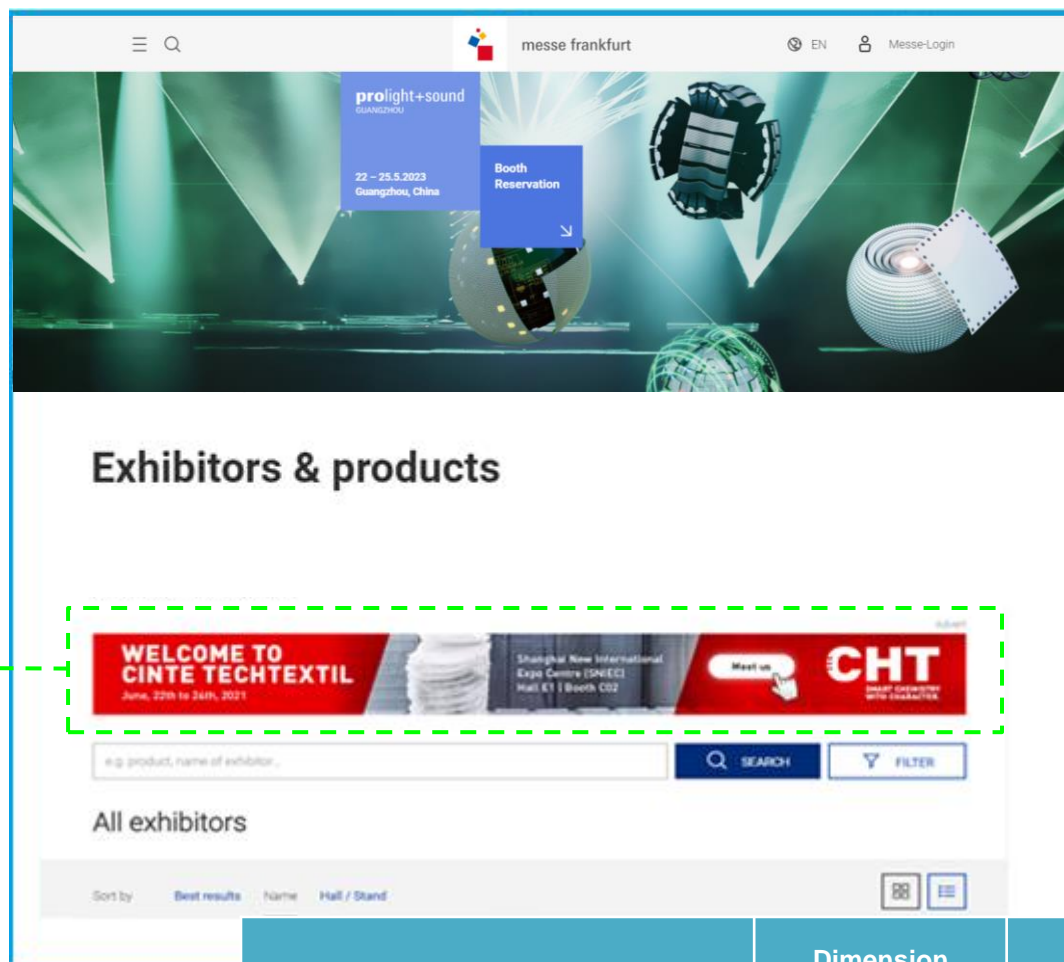 messe frankfurt
EN
Messe-Login
prolight+sound
GUANGZHOU
22 – 25.5.2023
Guangzhou, China
Booth
Reservation
Exhibitors & products
Advert
WELCOME TO
CINTE TECHTEXTIL
June, 22th to 24th, 2021
Shanghai New International
Expo Centre (SNIEC)
Hall E1 | Booth C02
Meet us
CHT
SMART CHEMISTRY
WITH CHARACTER.
e.g. product, name of exhibitor...
SEARCH
FILTER
All exhibitors
Sort by Best results Name Hall / Stand
Dimension